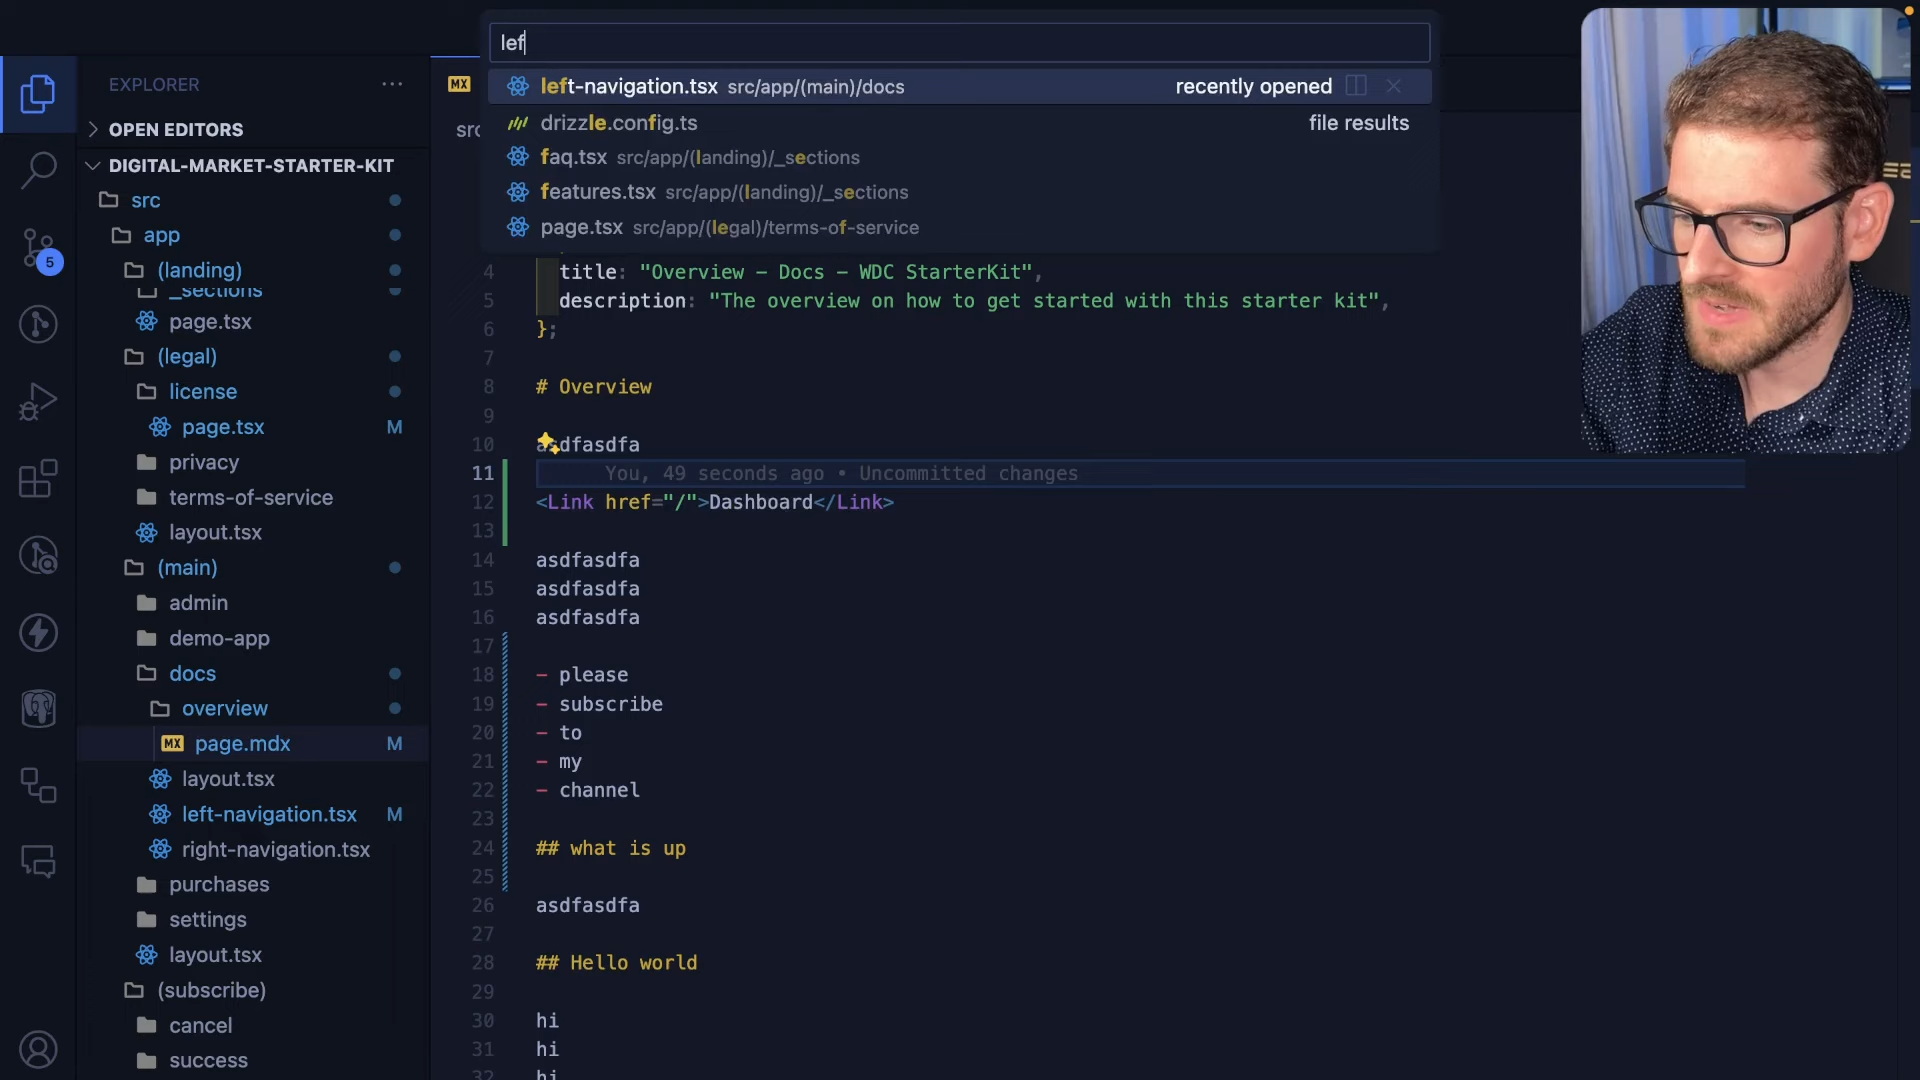 lef
left-navigation.tsx src/app/(main)/docs recently opened
drizzle.config.ts file results
faq.tsx src/app/(landing)/_sections
features.tsx src/app/(landing)/_sections
page.tsx src/app/(legal)/terms-of-service
EXPLORER
OPEN EDITORS
DIGITAL-MARKET-STARTER-KIT
src
app
(landing)
_sections
page.tsx
(legal)
license
page.tsx M
privacy
terms-of-service
layout.tsx
(main)
admin
demo-app
docs
overview
MX page.mdx M
layout.tsx
left-navigation.tsx M
right-navigation.tsx
purchases
settings
layout.tsx
(subscribe)
cancel
success
5
MX
src
4 title: "Overview – Docs – WDC StarterKit",
5 description: "The overview on how to get started with this starter kit",
6 };
7
8 # Overview
9
10 asdfasdfa
11 You, 49 seconds ago • Uncommitted changes
12 <Link href="/">Dashboard</Link>
13
14 asdfasdfa
15 asdfasdfa
16 asdfasdfa
17
18 - please
19 - subscribe
20 - to
21 - my
22 - channel
23
24 ## what is up
25
26 asdfasdfa
27
28 ## Hello world
29
30 hi
31 hi
32 hi